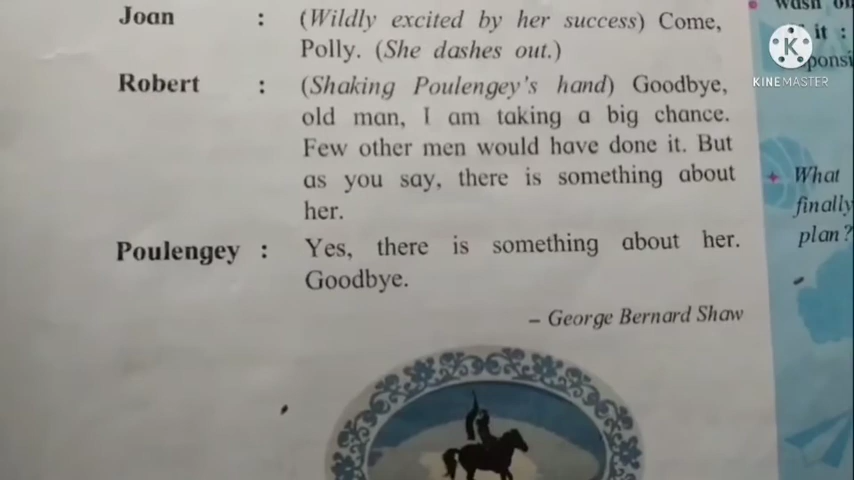 Joan : (Wildly excited by her success) Come,
Polly. (She dashes out.)
Robert : (Shaking Poulengey's hand) Goodbye,
old man, I am taking a big chance.
Few other men would have done it. But
as you say, there is something about
her.
Poulengey : Yes, there is something about her.
Goodbye.
– George Bernard Shaw
it :
What
finally
plan?
K
KINEMASTER